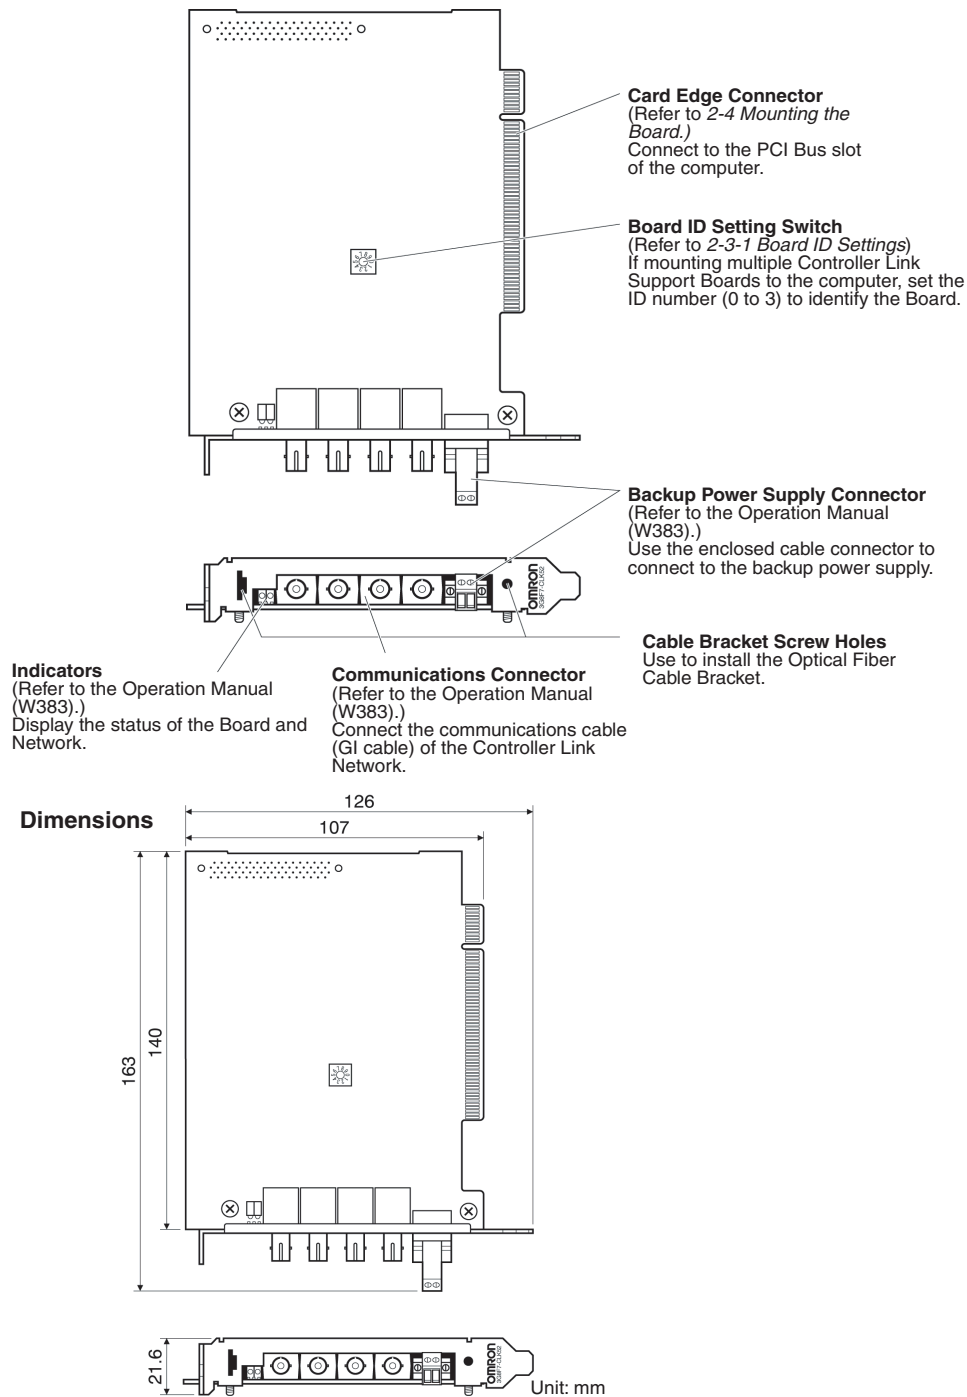 Card Edge Connector
(Refer to 2-4 Mounting the
Board.)
Connect to the PCI Bus slot
of the computer.
Board ID Setting Switch
(Refer to 2-3-1 Board ID Settings)
If mounting multiple Controller Link
Support Boards to the computer, set the
ID number (0 to 3) to identify the Board.
Backup Power Supply Connector
(Refer to the Operation Manual
(W383).)
Use the enclosed cable connector to
connect to the backup power supply.
OMRON
3G8F7-CLK52
Cable Bracket Screw Holes
Use to install the Optical Fiber
Cable Bracket.
Indicators
(Refer to the Operation Manual
(W383).)
Display the status of the Board and
Network.
Communications Connector
(Refer to the Operation Manual
(W383).)
Connect the communications cable
(GI cable) of the Controller Link
Network.
Dimensions
126
107
163
140
21.6
OMRON
3G8F7-CLK52
Unit: mm